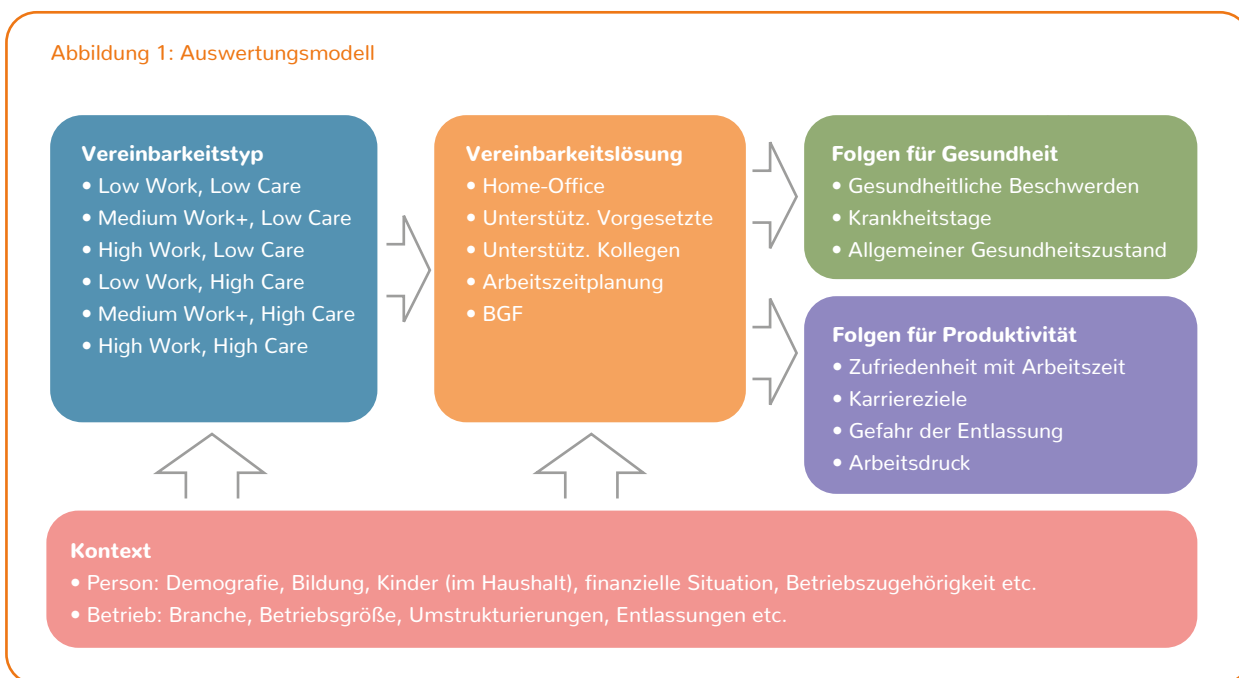 Abbildung 1: Auswertungsmodell
Vereinbarkeitstyp
• Low Work, Low Care
• Medium Work+, Low Care
• High Work, Low Care
• Low Work, High Care
• Medium Work+, High Care
• High Work, High Care
Vereinbarkeitslösung
• Home-Office
• Unterstütz. Vorgesetzte
• Unterstütz. Kollegen
• Arbeitszeitplanung
• BGF
Folgen für Gesundheit
• Gesundheitliche Beschwerden
• Krankheitstage
• Allgemeiner Gesundheitszustand
Folgen für Produktivität
• Zufriedenheit mit Arbeitszeit
• Karriereziele
• Gefahr der Entlassung
• Arbeitsdruck
Kontext
• Person: Demografie, Bildung, Kinder (im Haushalt), finanzielle Situation, Betriebszugehörigkeit etc.
• Betrieb: Branche, Betriebsgröße, Umstrukturierungen, Entlassungen etc.